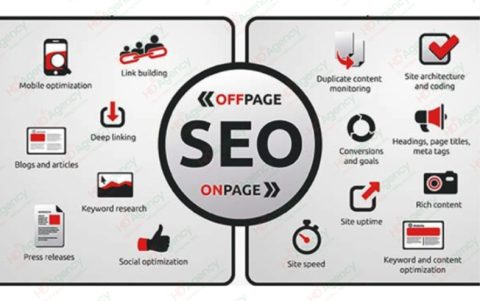 Mobile optimization
Link building
Deep linking
Blogs and articles
Keyword research
Press releases
Social optimization
OFFPAGE
SEO
ONPAGE
Duplicate content
monitoring
Site architecture
and coding
Conversions
and goals
Headings, page titles,
meta tags
Site uptime
Rich content
Site speed
Keyword and content
optimization